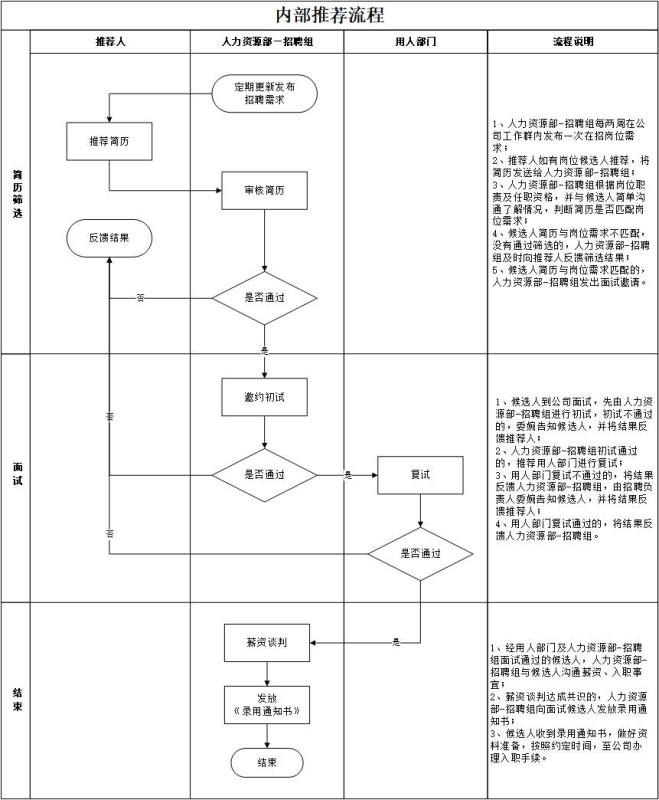 内部推荐流程
推荐人
人力资源部－招聘组
用人部门
流程说明
简历筛选
定期更新发布
招聘需求
推荐简历
审核简历
反馈结果
是否通过
否
是
1、人力资源部-招聘组每两周在公
司工作群内发布一次在招岗位需
求；
2、推荐人如有岗位候选人推荐，将
简历发送给人力资源部-招聘组；
3、人力资源部-招聘组根据岗位职
责及任职资格，并与候选人简单沟
通了解情况，判断简历是否匹配岗
位需求；
4、候选人简历与岗位需求不匹配，
没有通过筛选的，人力资源部-招聘
组及时向推荐人反馈筛选结果；
5、候选人简历与岗位需求匹配的，
人力资源部-招聘组发出面试邀请。
面试
邀约初试
否
是否通过
是
复试
否
是否通过
1、候选人到公司面试，先由人力资
源部-招聘组进行初试，初试不通过
的，委婉告知候选人，并将结果反
馈推荐人；
2、人力资源部-招聘组初试通过
的，推荐用人部门进行复试；
3、用人部门复试不通过的，将结果
反馈人力资源部-招聘组，由招聘负
责人委婉告知候选人，并将结果反
馈推荐人；
4、用人部门复试通过的，将结果反
馈人力资源部-招聘组。
结束
薪资谈判
是
发放
《录用通知书》
结束
1、经用人部门及人力资源部-招聘
组面试通过的候选人，人力资源部-
招聘组与候选人沟通薪资、入职事
宜；
2、薪资谈判达成共识的，人力资源
部-招聘组向面试候选人发放录用通
知书；
3、候选人收到录用通知书，做好资
料准备，按照约定时间，至公司办
理入职手续。